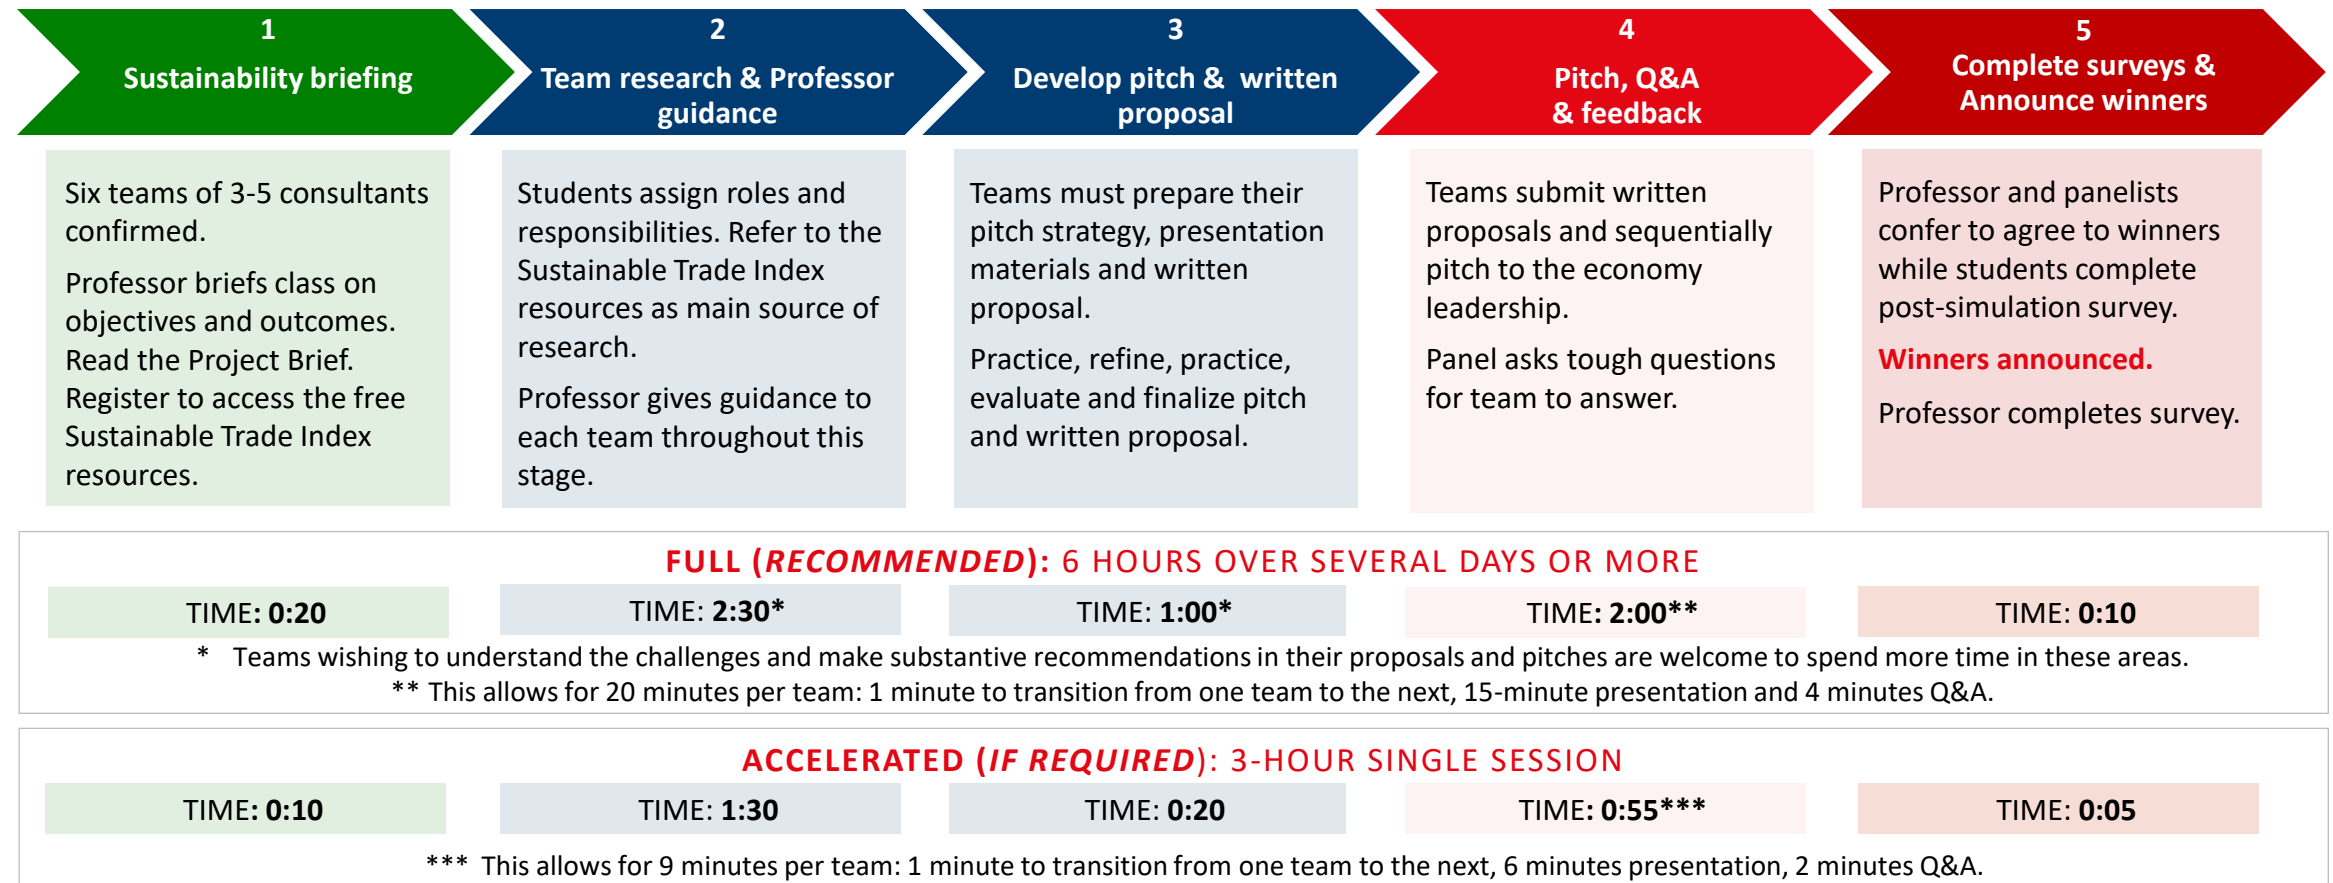 1
Sustainability briefing
2
Team research & Professor
guidance
3
Develop pitch & written
proposal
4
Pitch, Q&A
& feedback
5
Complete surveys &
Announce winners
Six teams of 3-5 consultants
confirmed.
Professor briefs class on
objectives and outcomes.
Read the Project Brief.
Register to access the free
Sustainable Trade Index
resources.
Students assign roles and
responsibilities. Refer to the
Sustainable Trade Index
resources as main source of
research.
Professor gives guidance to
each team throughout this
stage.
Teams must prepare their
pitch strategy, presentation
materials and written
proposal.
Practice, refine, practice,
evaluate and finalize pitch
and written proposal.
Teams submit written
proposals and sequentially
pitch to the economy
leadership.
Panel asks tough questions
for team to answer.
Professor and panelists
confer to agree to winners
while students complete
post-simulation survey.
Winners announced.
Professor completes survey.
FULL (RECOMMENDED): 6 HOURS OVER SEVERAL DAYS OR MORE
TIME: 0:20
TIME: 2:30*
TIME: 1:00*
TIME: 2:00**
TIME: 0:10
* Teams wishing to understand the challenges and make substantive recommendations in their proposals and pitches are welcome to spend more time in these areas.
** This allows for 20 minutes per team: 1 minute to transition from one team to the next, 15-minute presentation and 4 minutes Q&A.
ACCELERATED (IF REQUIRED): 3-HOUR SINGLE SESSION
TIME: 0:10
TIME: 1:30
TIME: 0:20
TIME: 0:55***
TIME: 0:05
*** This allows for 9 minutes per team: 1 minute to transition from one team to the next, 6 minutes presentation, 2 minutes Q&A.